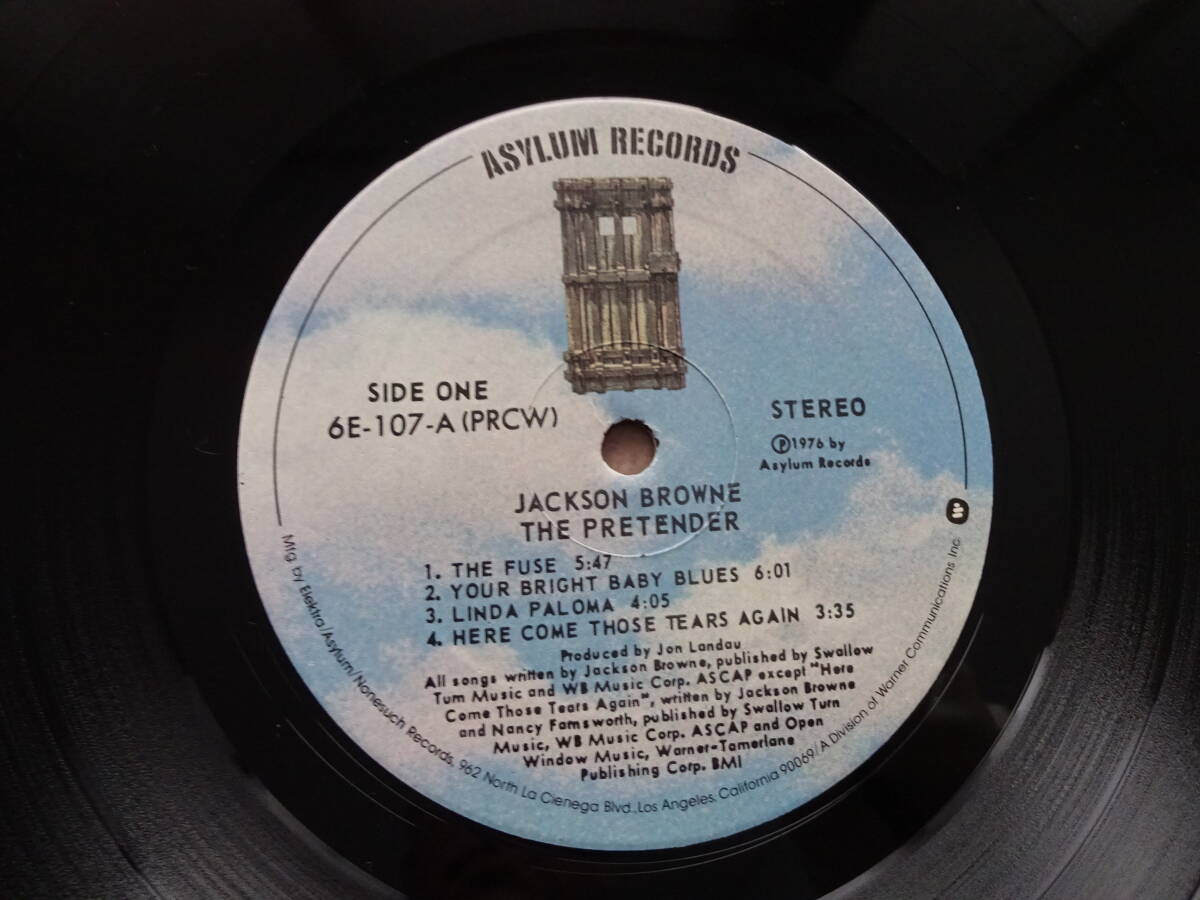 ASYLUM RECORDS
SIDE ONE
6E-107-A (PRCW)
STEREO
Ⓟ1976 by
Asylum Records
JACKSON BROWNE
THE PRETENDER
1. THE FUSE 5:47
2. YOUR BRIGHT BABY BLUES 6:01
3. LINDA PALOMA 4:05
4. HERE COME THOSE TEARS AGAIN 3:35
Produced by Jon Landau
All songs written by Jackson Browne, published by Swallow
Turn Music and WB Music Corp. ASCAP except "Here
Come Those Tears Again", written by Jackson Browne
and Nancy Farnsworth, published by Swallow Turn
Music, WB Music Corp. ASCAP and Open
Window Music, Warner-Tamerlane
Publishing Corp. BMI
Mfg. by Elektra/Asylum/Nonesuch Records, 962 North La Cienega Blvd., Los Angeles, California 90069/A Division of Warner Communications Inc.